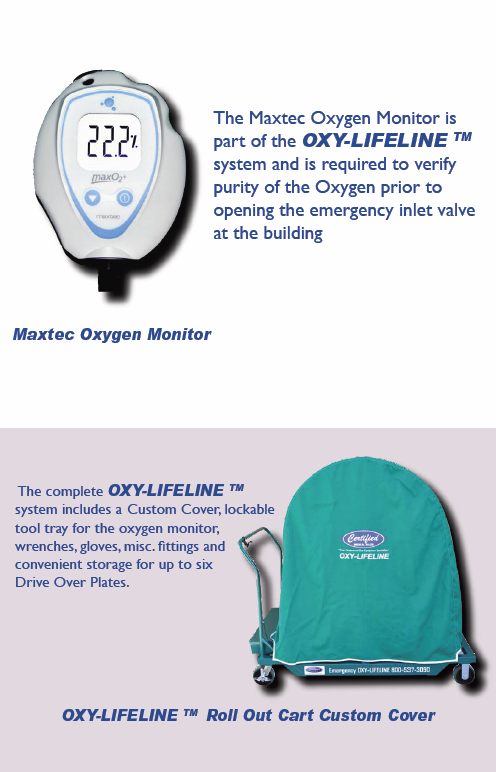 22.2%
maxO2+
maxtec
The Maxtec Oxygen Monitor is
part of the OXY-LIFELINE TM
system and is required to verify
purity of the Oxygen prior to
opening the emergency inlet valve
at the building
Maxtec Oxygen Monitor
The complete OXY-LIFELINE TM
system includes a Custom Cover, lockable
tool tray for the oxygen monitor,
wrenches, gloves, misc. fittings and
convenient storage for up to six
Drive Over Plates.
Certified
OXY-LIFELINE
Emergency OXY-LIFELINE 800-537-3090
OXY-LIFELINE TM Roll Out Cart Custom Cover